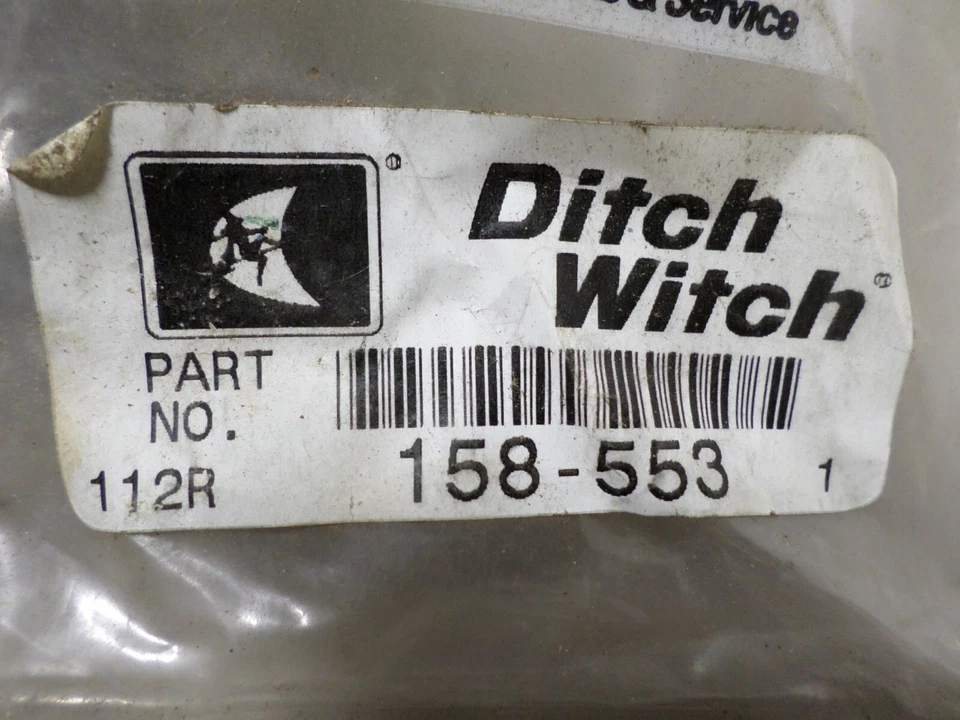 & Service
Ditch
Witch
PART
NO.
112R
158-553
1